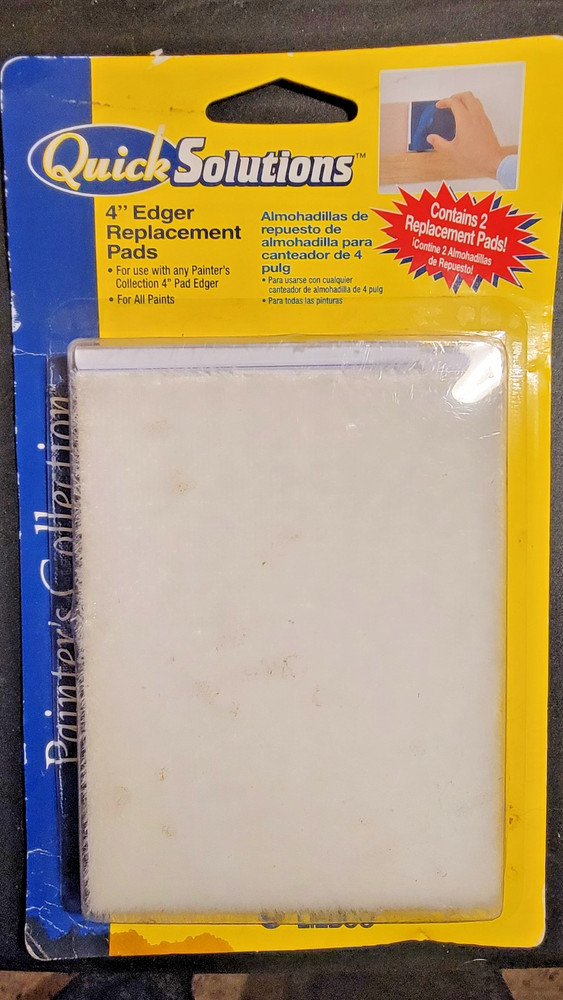 Quick Solutions™
4" Edger
Replacement
Pads
• For use with any Painter's
Collection 4" Pad Edger
• For All Paints
Almohadillas de
repuesto de
almohadilla para
canteador de 4
pulg
• Para usarse con cualquier
canteador de almohadilla de 4 pulg
• Para todas las pinturas
Contains 2
Replacement Pads!
¡Contine 2 Almohadillas
de Repuesto!
Painter's Collection™